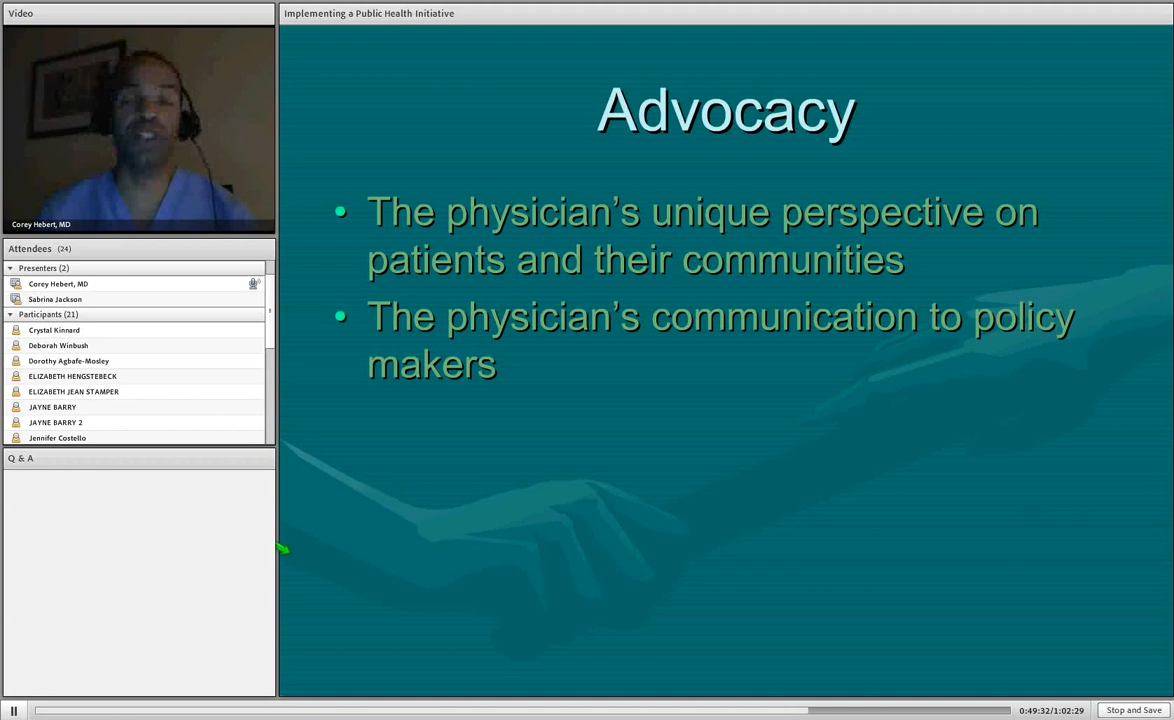 Video
Corey Hebert, MD
Attendees (24)
Presenters (2)
Corey Hebert, MD
Sabrina Jackson
Participants (21)
Crystal Kinnard
Deborah Winbush
Dorothy Agbafe-Mosley
ELIZABETH HENGSTEBECK
ELIZABETH JEAN STAMPER
JAYNE BARRY
JAYNE BARRY 2
Jennifer Costello
Q & A
Implementing a Public Health Initiative
Advocacy
• The physician’s unique perspective on
patients and their communities
• The physician’s communication to policy
makers
0:49:32/1:02:29
Stop and Save